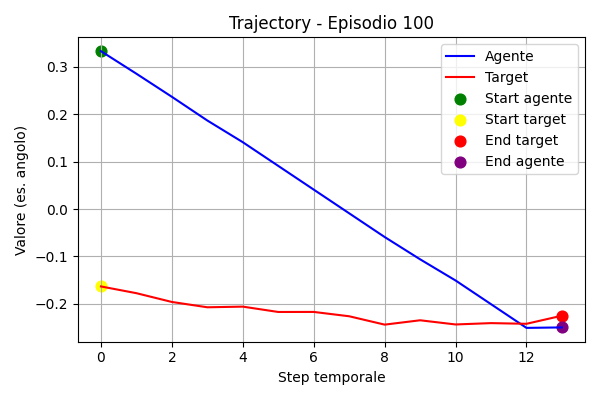 Trajectory - Episodio 100
Agente
Target
Start agente
Start target
End target
End agente
Valore (es. angolo)
0.3
0.2
0.1
0.0
−0.1
−0.2
0 2 4 6 8 10 12
Step temporale